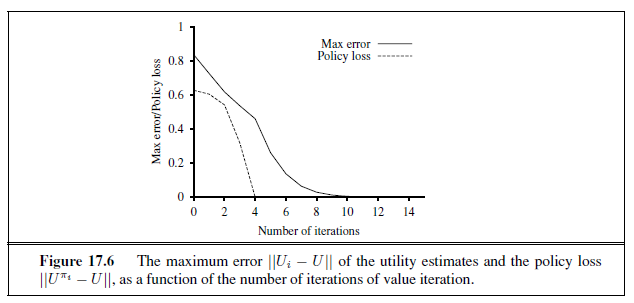 1
0.8
0.6
0.4
0.2
0
Max error/Policy loss
Max error
Policy loss
0 2 4 6 8 10 12 14
Number of iterations
Figure 17.6 The maximum error ||Uᵢ − U|| of the utility estimates and the policy loss
||U^πᵢ − U||, as a function of the number of iterations of value iteration.